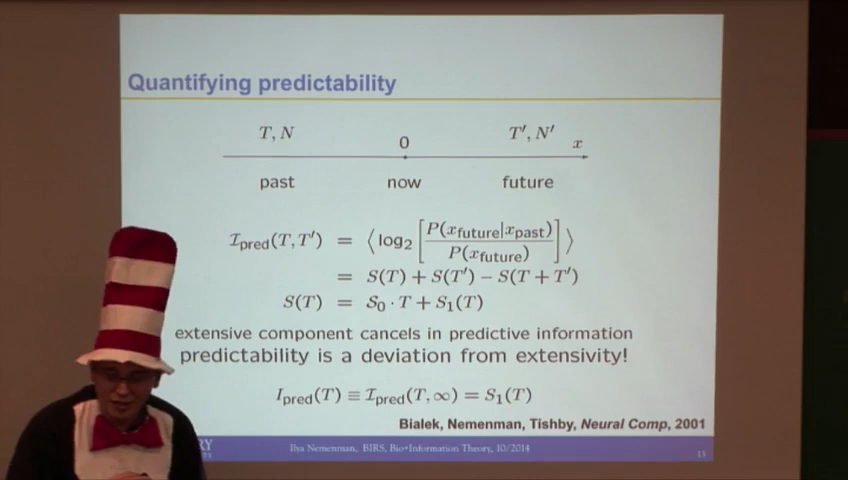 Quantifying predictability
T, N 0 T′, N′ x
past now future
𝓘pred(T, T′) = ⟨log₂ [P(xfuture|xpast) / P(xfuture)]⟩
= S(T) + S(T′) − S(T + T′)
S(T) = 𝓢₀ · T + S₁(T)
extensive component cancels in predictive information
predictability is a deviation from extensivity!
Ipred(T) ≡ 𝓘pred(T, ∞) = S₁(T)
Bialek, Nemenman, Tishby, Neural Comp, 2001
RY Ilya Nemenman, BIRS, Bio+Information Theory, 10/2014 13